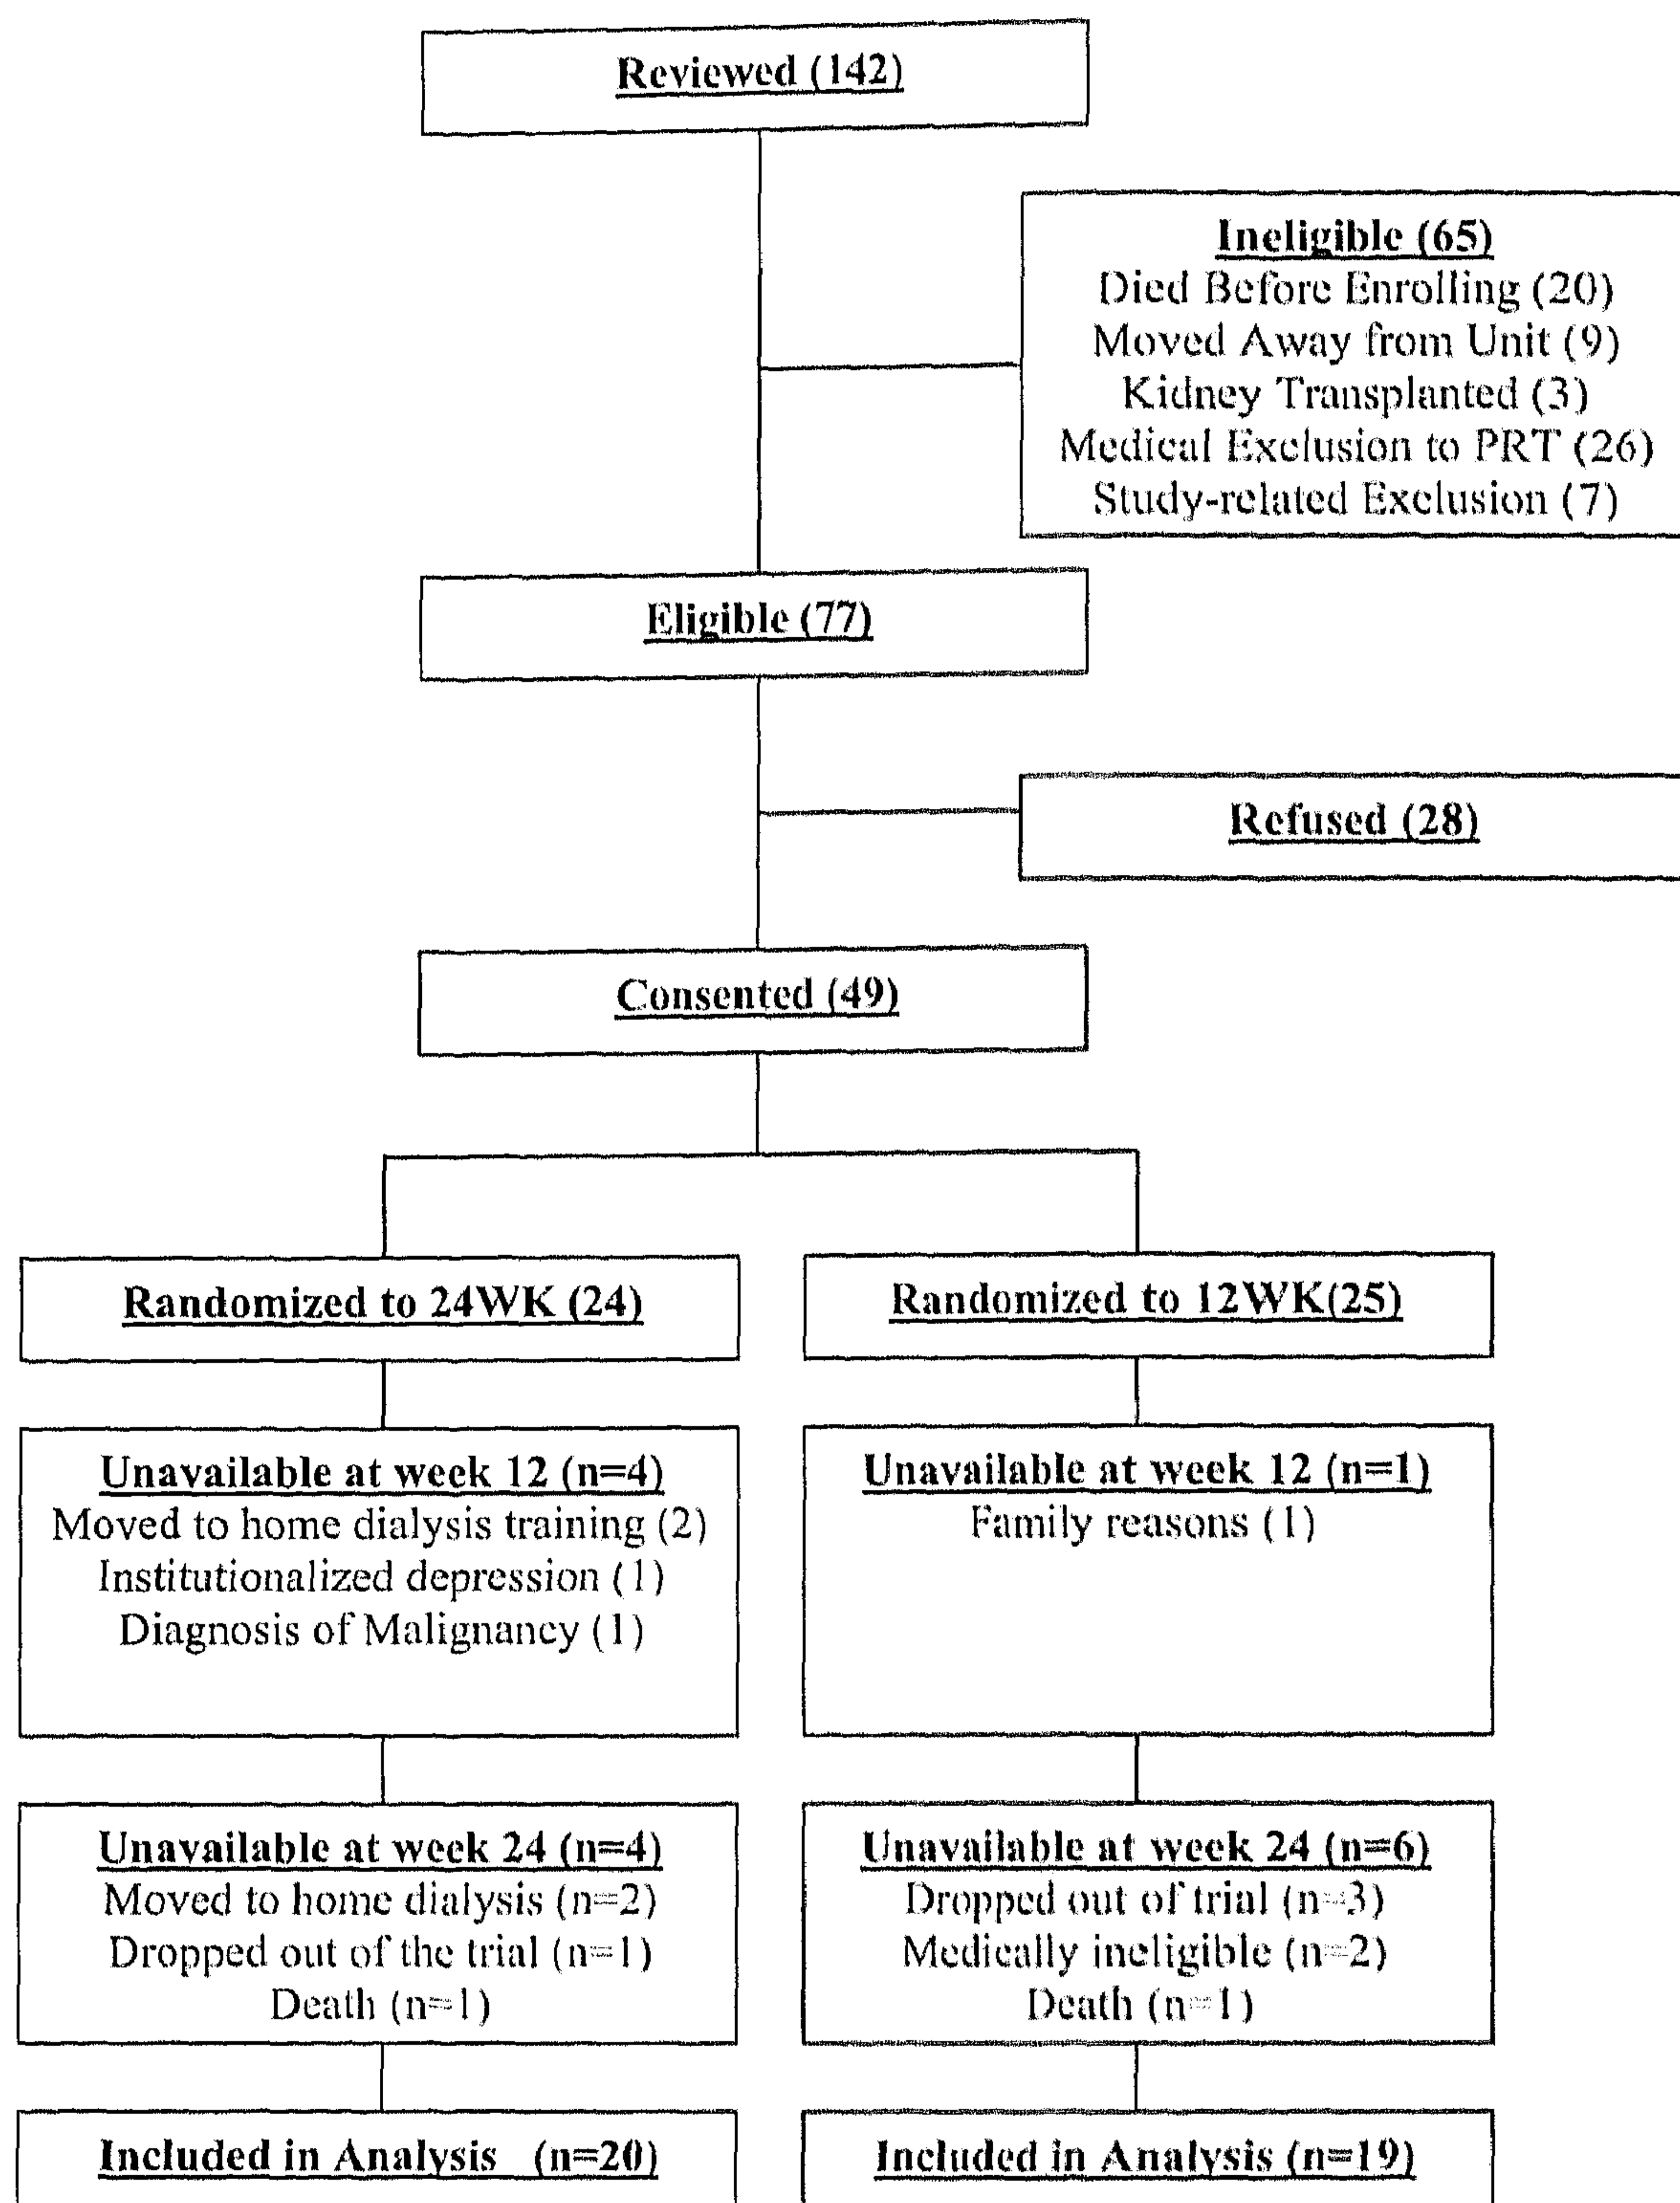 Reviewed (142)
Ineligible (65)
Died Before Enrolling (20)
Moved Away from Unit (9)
Kidney Transplanted (3)
Medical Exclusion to PRT (26)
Study-related Exclusion (7)
Eligible (77)
Refused (28)
Consented (49)
Randomized to 24WK (24)
Randomized to 12WK(25)
Unavailable at week 12 (n=4)
Moved to home dialysis training (2)
Institutionalized depression (1)
Diagnosis of Malignancy (1)
Unavailable at week 12 (n=1)
Family reasons (1)
Unavailable at week 24 (n=4)
Moved to home dialysis (n=2)
Dropped out of the trial (n=1)
Death (n=1)
Unavailable at week 24 (n=6)
Dropped out of trial (n=3)
Medically ineligible (n=2)
Death (n=1)
Included in Analysis (n=20)
Included in Analysis (n=19)